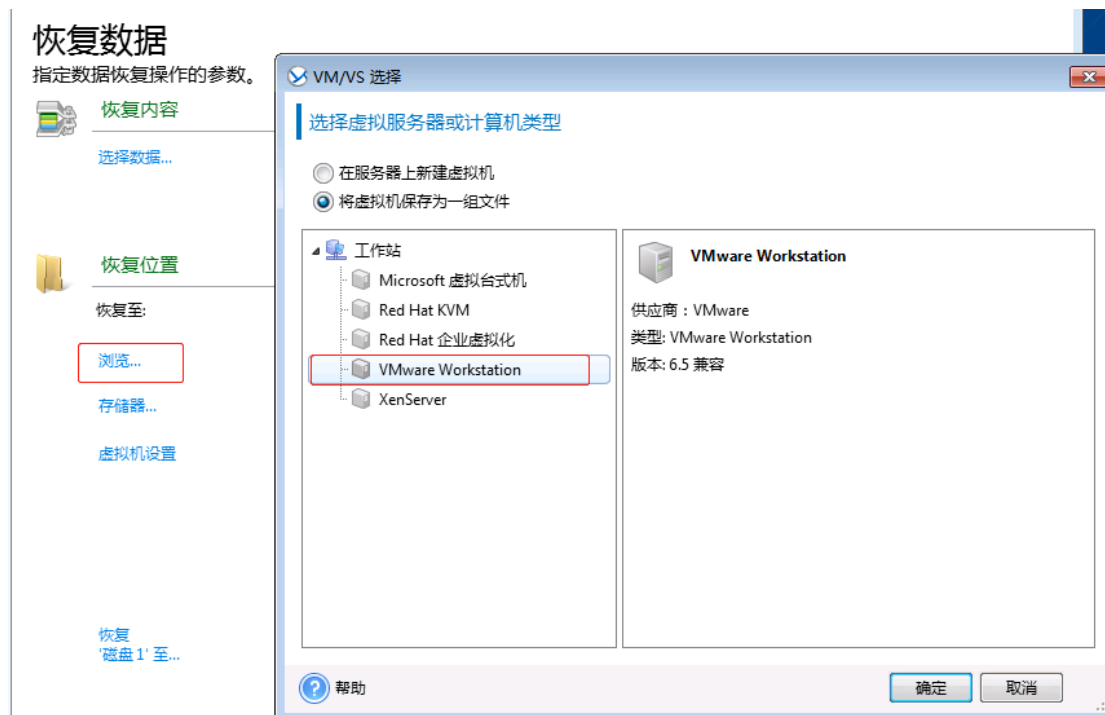 恢复数据
指定数据恢复操作的参数。
恢复内容
选择数据...
恢复位置
恢复至:
浏览...
存储器...
虚拟机设置
恢复
'磁盘 1' 至...
VM/VS 选择
选择虚拟服务器或计算机类型
在服务器上新建虚拟机
将虚拟机保存为一组文件
工作站
Microsoft 虚拟台式机
Red Hat KVM
Red Hat 企业虚拟化
VMware Workstation
XenServer
VMware Workstation
供应商：VMware
类型: VMware Workstation
版本: 6.5 兼容
帮助
确定
取消